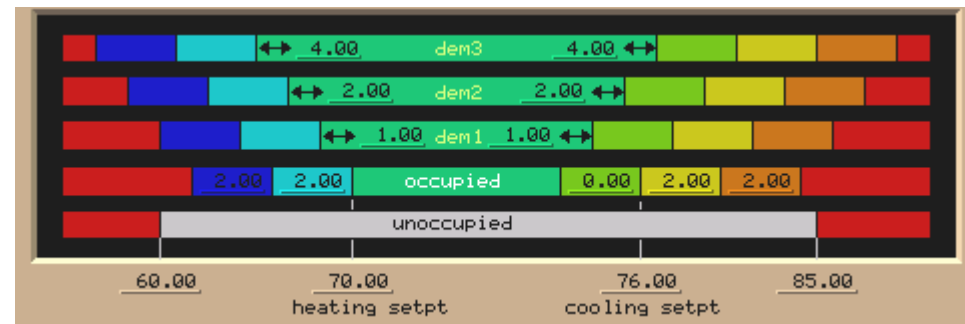 4.00 dem3 4.00
2.00 dem2 2.00
1.00 dem1 1.00
2.00 2.00 occupied 0.00 2.00 2.00
unoccupied
60.00 70.00 76.00 85.00
heating setpt cooling setpt